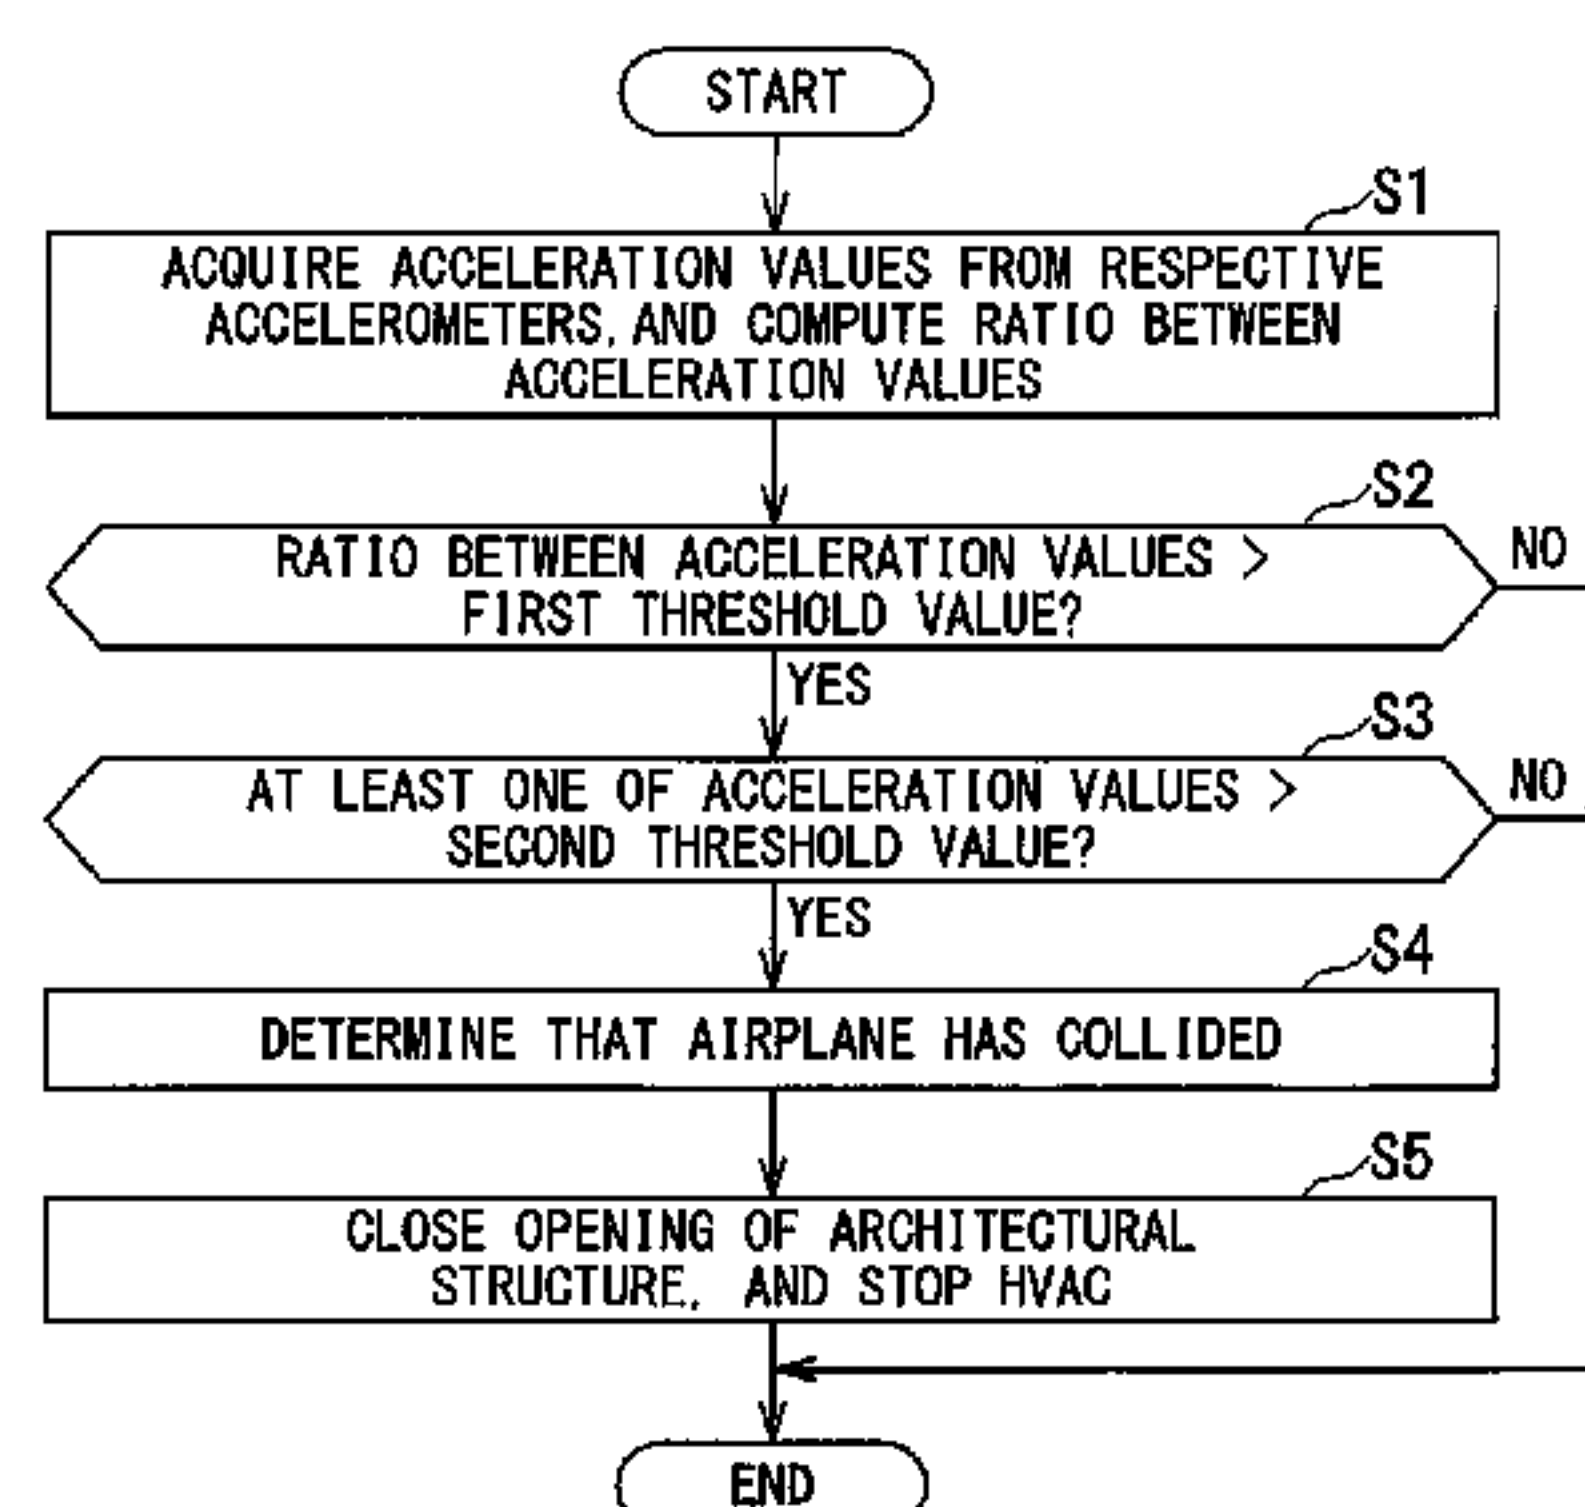 START
S1
ACQUIRE ACCELERATION VALUES FROM RESPECTIVE
ACCELEROMETERS, AND COMPUTE RATIO BETWEEN
ACCELERATION VALUES
S2
RATIO BETWEEN ACCELERATION VALUES >
FIRST THRESHOLD VALUE?
NO
YES
S3
AT LEAST ONE OF ACCELERATION VALUES >
SECOND THRESHOLD VALUE?
NO
YES
S4
DETERMINE THAT AIRPLANE HAS COLLIDED
S5
CLOSE OPENING OF ARCHITECTURAL
STRUCTURE, AND STOP HVAC
END